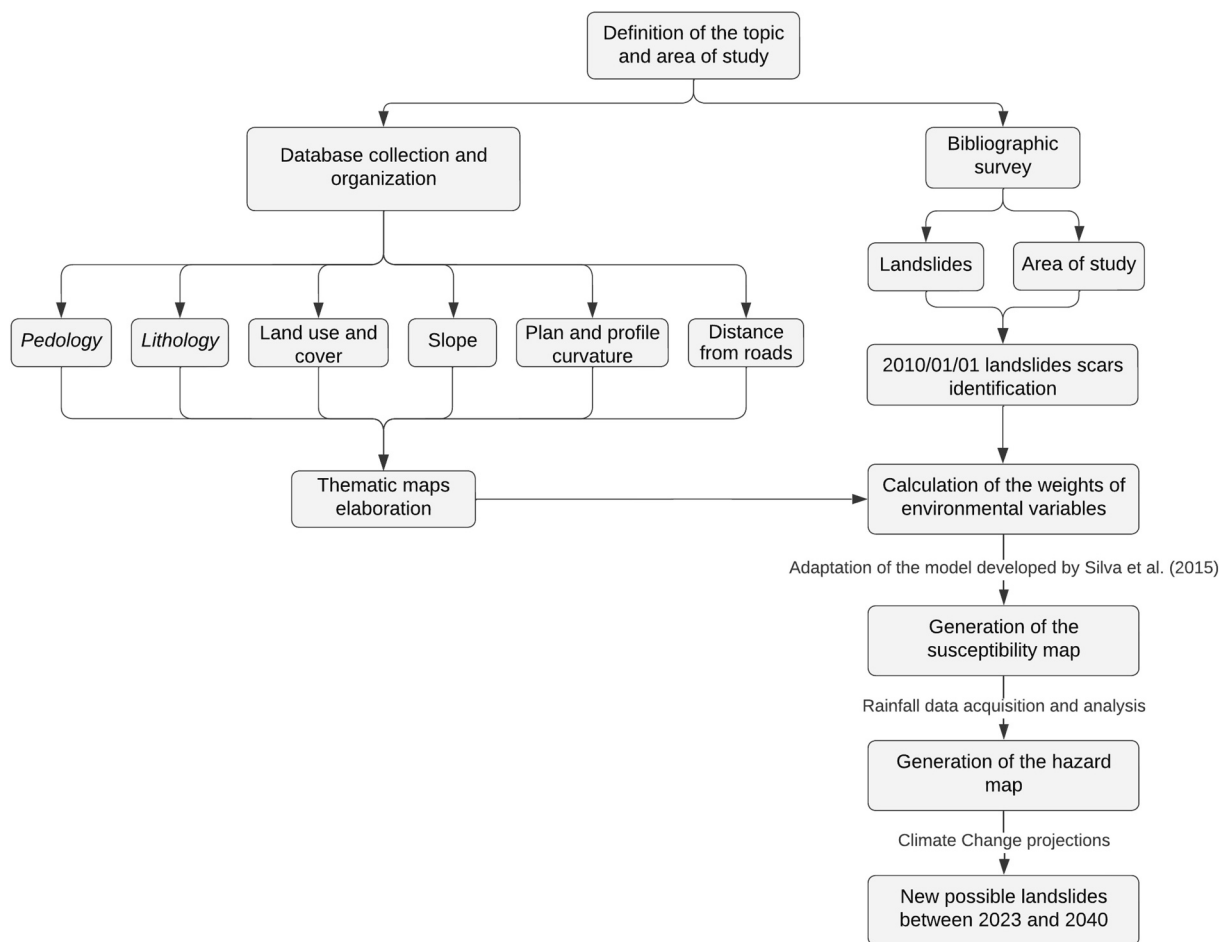 Definition of the topic
and area of study
Database collection and
organization
Bibliographic
survey
Landslides
Area of study
Pedology
Lithology
Land use and
cover
Slope
Plan and profile
curvature
Distance
from roads
2010/01/01 landslides scars
identification
Thematic maps
elaboration
Calculation of the weights of
environmental variables
Adaptation of the model developed by Silva et al. (2015)
Generation of the
susceptibility map
Rainfall data acquisition and analysis
Generation of the hazard
map
Climate Change projections
New possible landslides
between 2023 and 2040